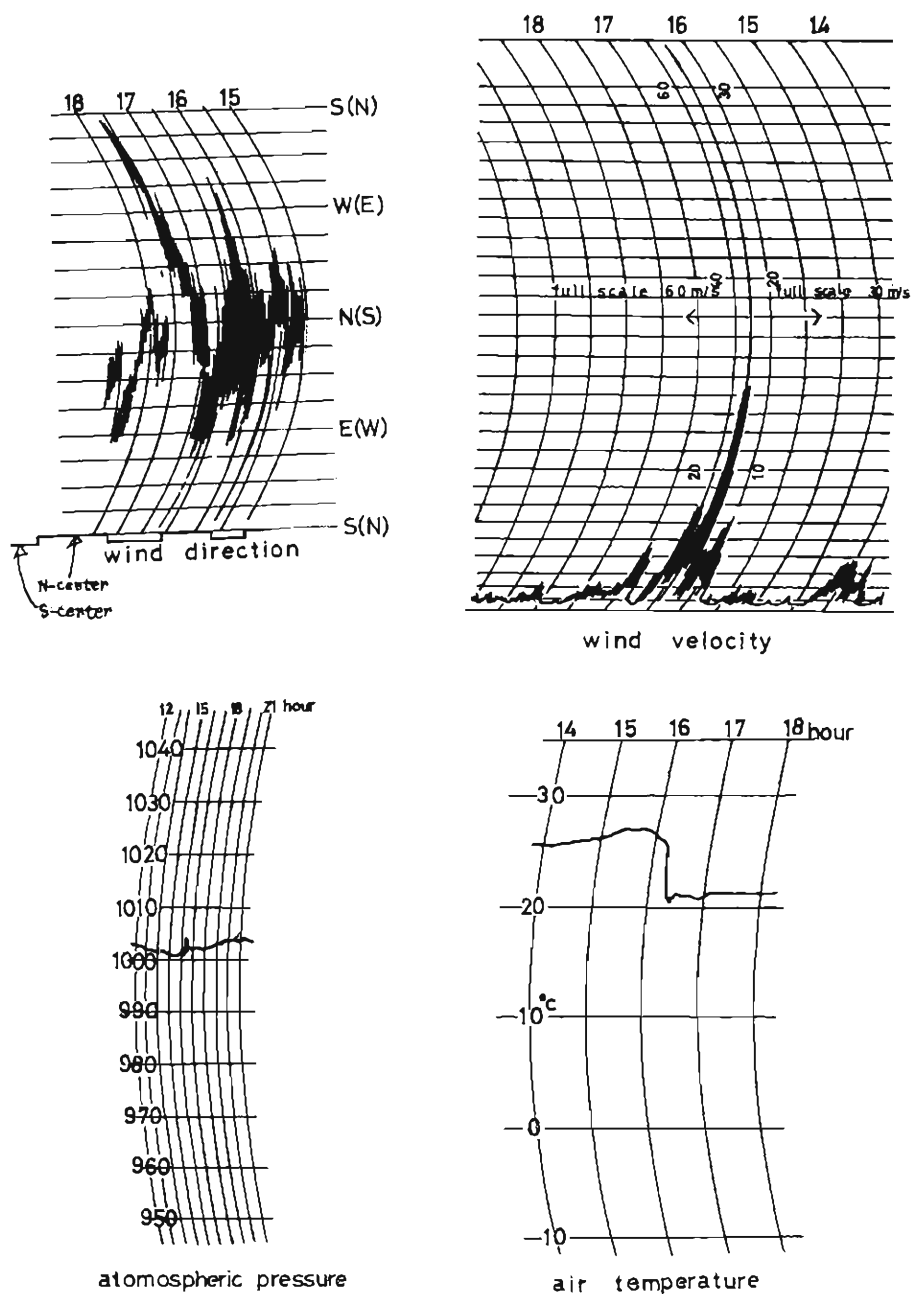 18 17 16 15
S(N)
W(E)
N(S)
E(W)
S(N)
wind direction
N-center
S-center
18 17 16 15 14
60 30
40 20
full scale 60 m/s full scale 30 m/s
20 10
wind velocity
12 15 18 21 hour
1040
1030
1020
1010
1000
990
980
970
960
950
atomospheric pressure
14 15 16 17 18 hour
30
20
10
°C
0
-10
air temperature